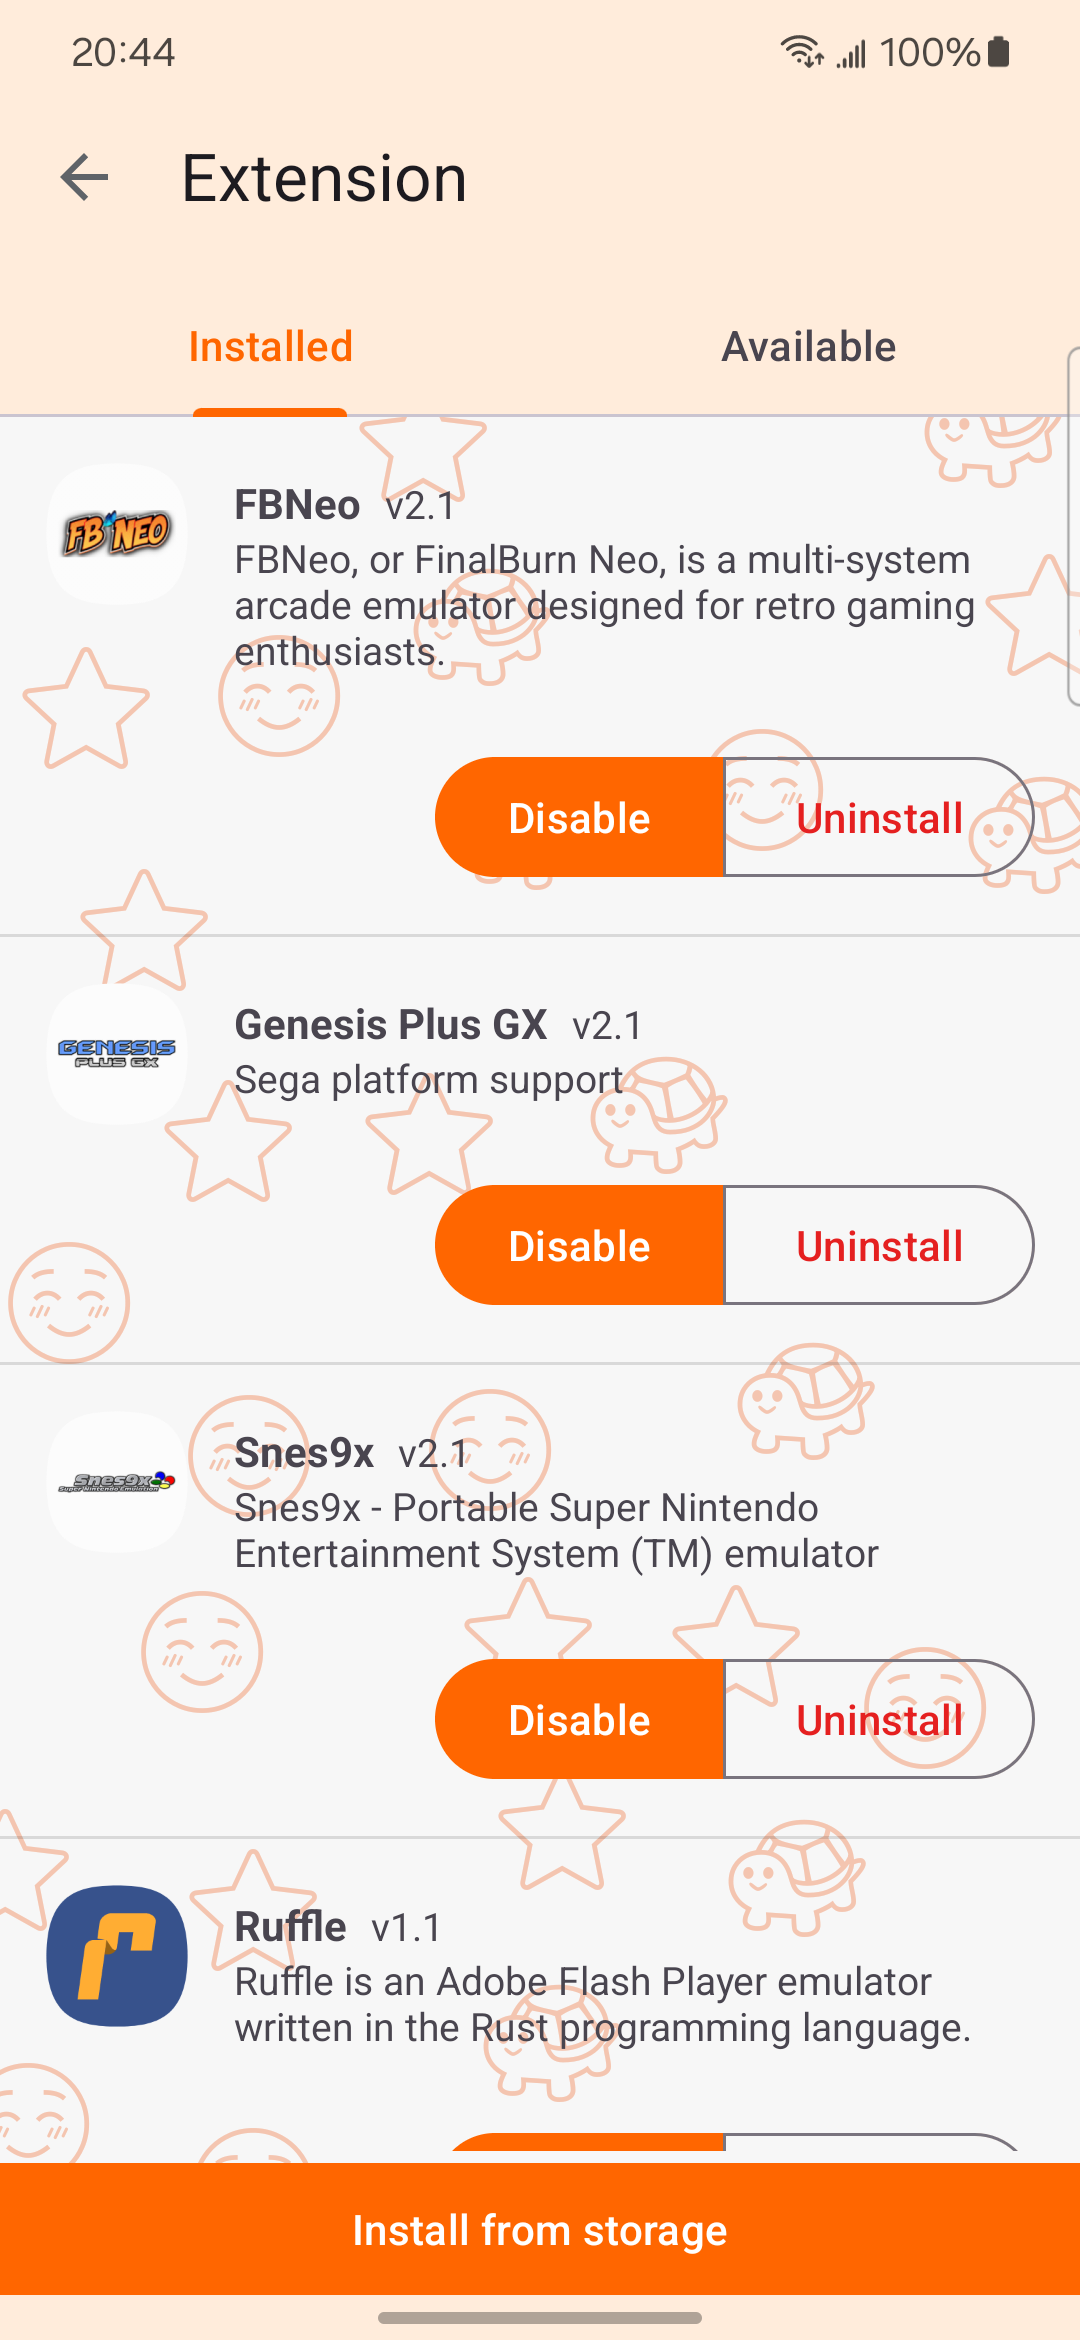 20:44
100%
Extension
Installed
Available
FB NEO
FBNeo v2.1
FBNeo, or FinalBurn Neo, is a multi-system
arcade emulator designed for retro gaming
enthusiasts.
Disable
Uninstall
GENESIS
PLUS GX
Genesis Plus GX v2.1
Sega platform support
Disable
Uninstall
Snes9x
Super Nintendo Emulation
Snes9x v2.1
Snes9x - Portable Super Nintendo
Entertainment System (TM) emulator
Disable
Uninstall
Ruffle v1.1
Ruffle is an Adobe Flash Player emulator
written in the Rust programming language.
Install from storage